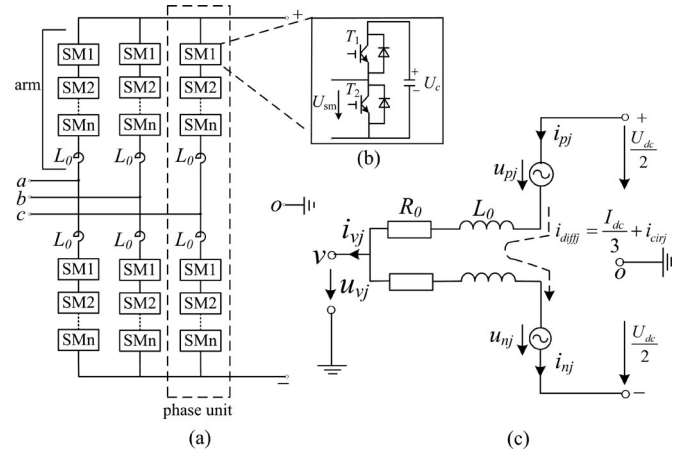 +
arm
SM1 SM1 SM1
SM2 SM2 SM2
SMn SMn SMn
L0 L0 L0
a
b
c
o
L0 L0 L0
SM1 SM1 SM1
SM2 SM2 SM2
SMn SMn SMn
−
phase unit
(a)
T1
T2
+
−
Uc
Usm
(b)
+
ipj
Udc/2
upj
R0 L0
ivj
v
uvj
idiffj = Idc/3 + icirj
o
unj
inj
Udc/2
−
(c)